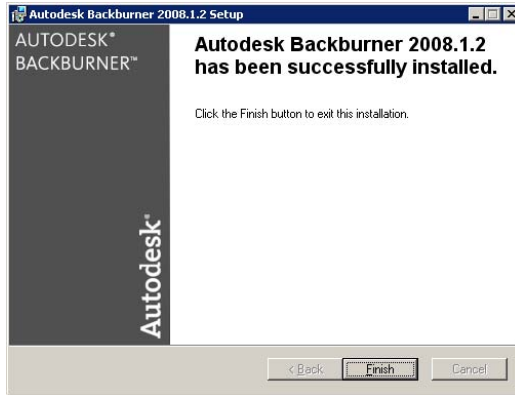 Autodesk Backburner 2008.1.2 Setup
AUTODESK®
BACKBURNER™
Autodesk Backburner 2008.1.2
has been successfully installed.
Click the Finish button to exit this installation.
Autodesk®
< Back
Finish
Cancel